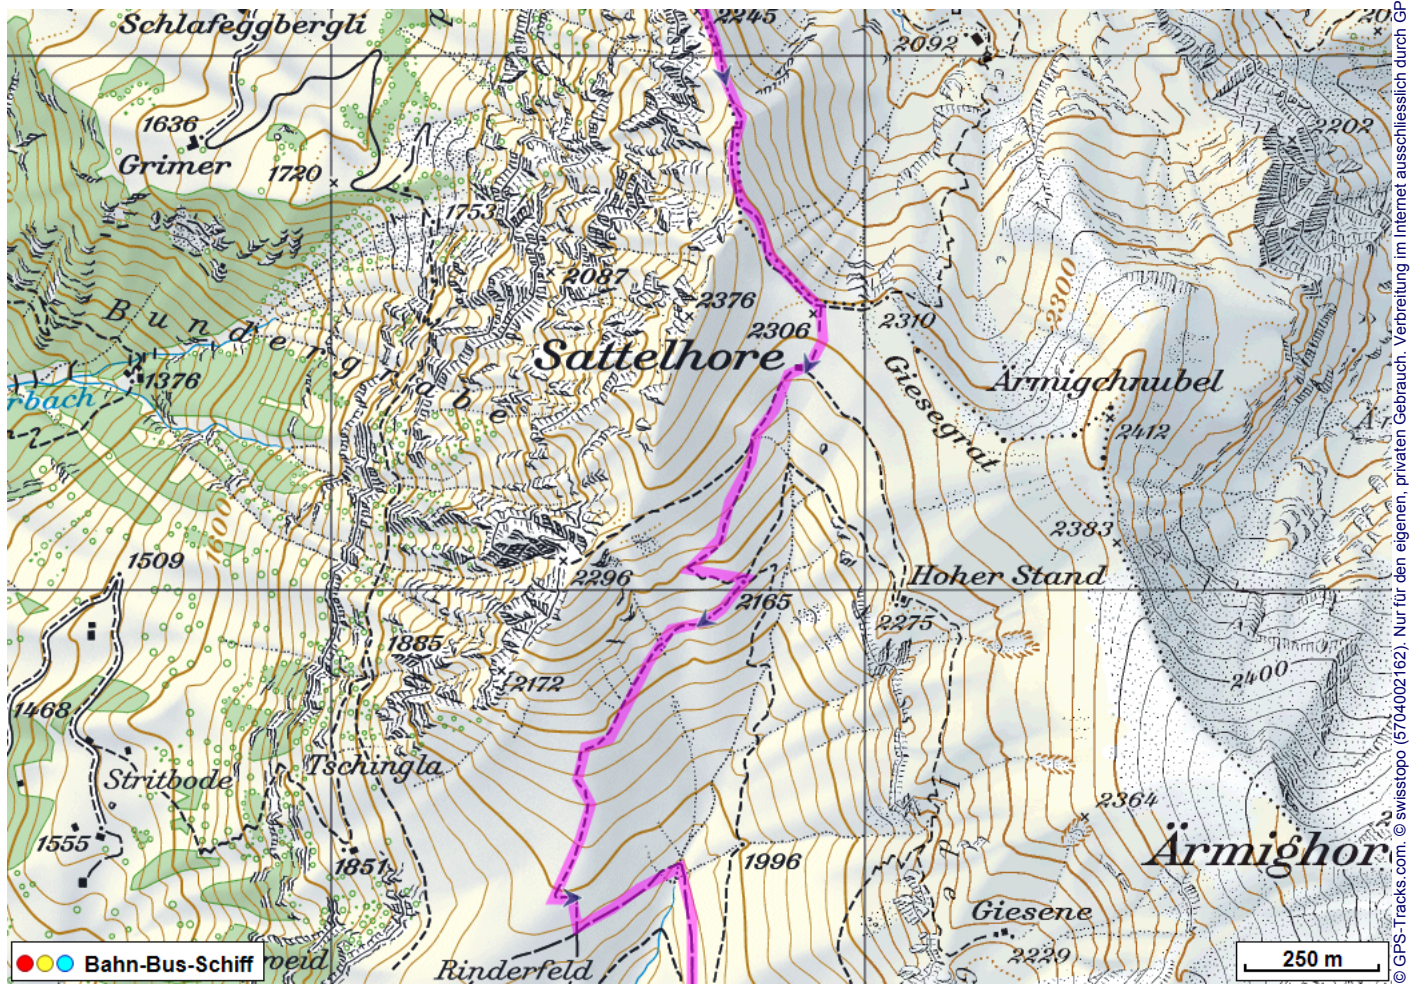 Schlafeggbergli
2245
2092
20
1636
Grimer
1720
2202
1753
2087
2376
2300
2306
2310
Sattelhore
Bundergrabe
1376
rbach
Giesegrat
Armigchnubel
2412
Ar
1600
2383
1509
2296
Hoher Stand
2165
2275
1885
2172
2400
1468
Tschingla
Stritbode
2364
1555
1851
1996
Ärmighor
Giesene
2229
Rinderfeld
weid
Bahn-Bus-Schiff
250 m
© GPS-Tracks.com. © swisstopo (5704002162). Nur für den eigenen, privaten Gebrauch. Verbreitung im Internet ausschliesslich durch GP